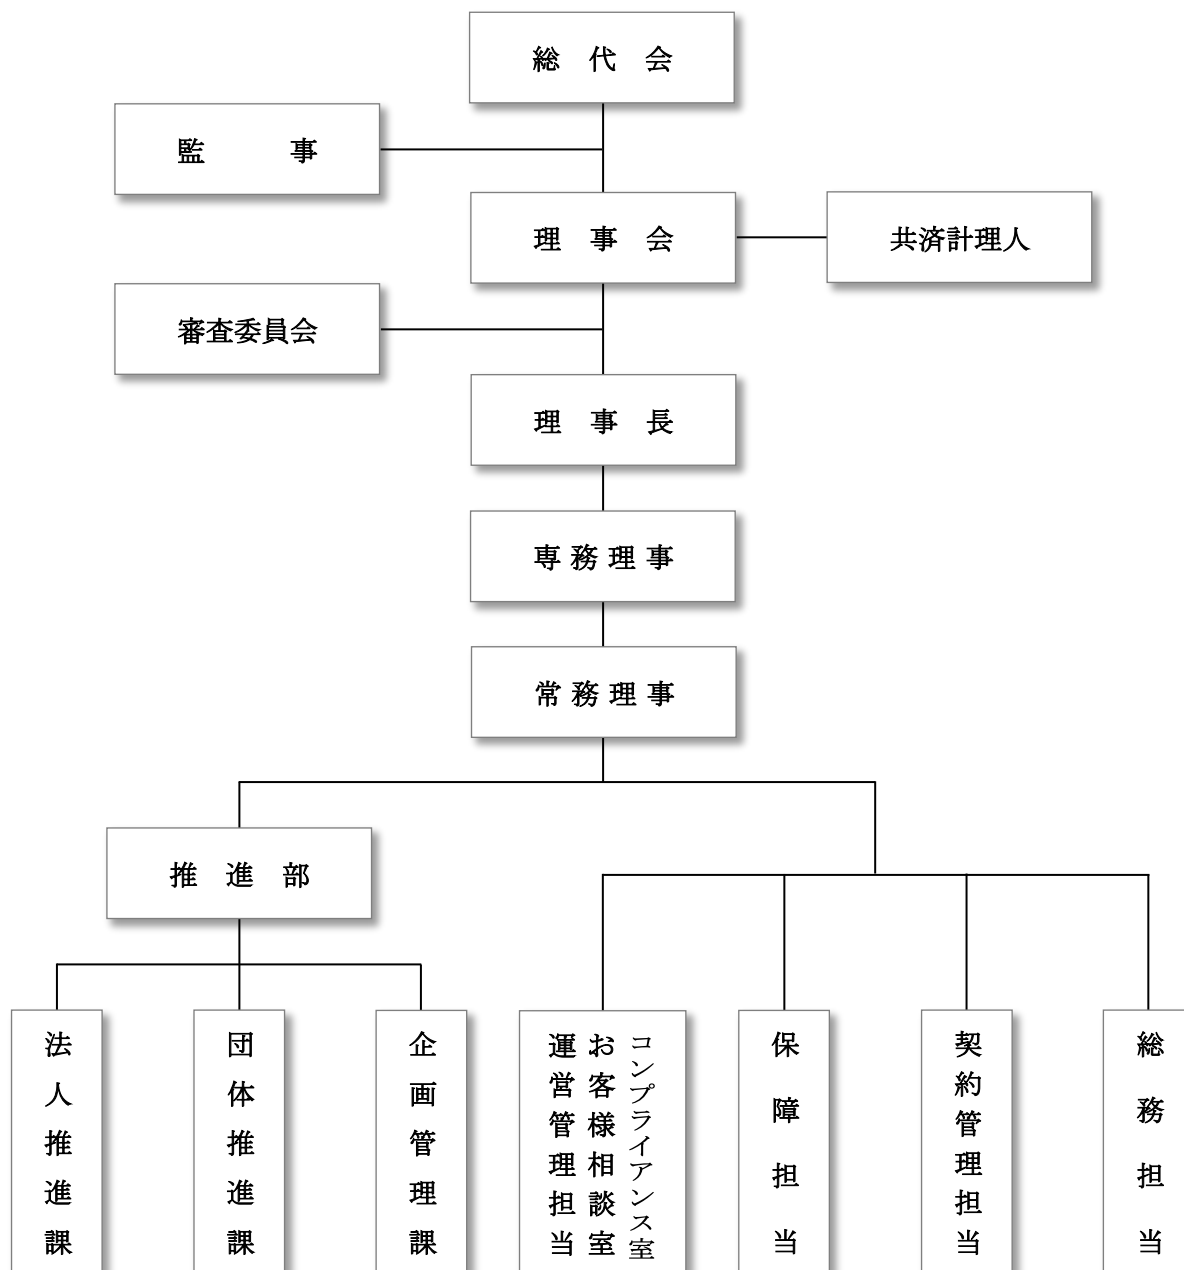 総　代　会
監　　　事
理　事　会
共済計理人
審査委員会
理　事　長
専 務 理 事
常 務 理 事
推　進　部
法人推進課
団体推進課
企画管理課
コンプライアンス室
お客様相談室
運営管理担当
保障担当
契約管理担当
総務担当